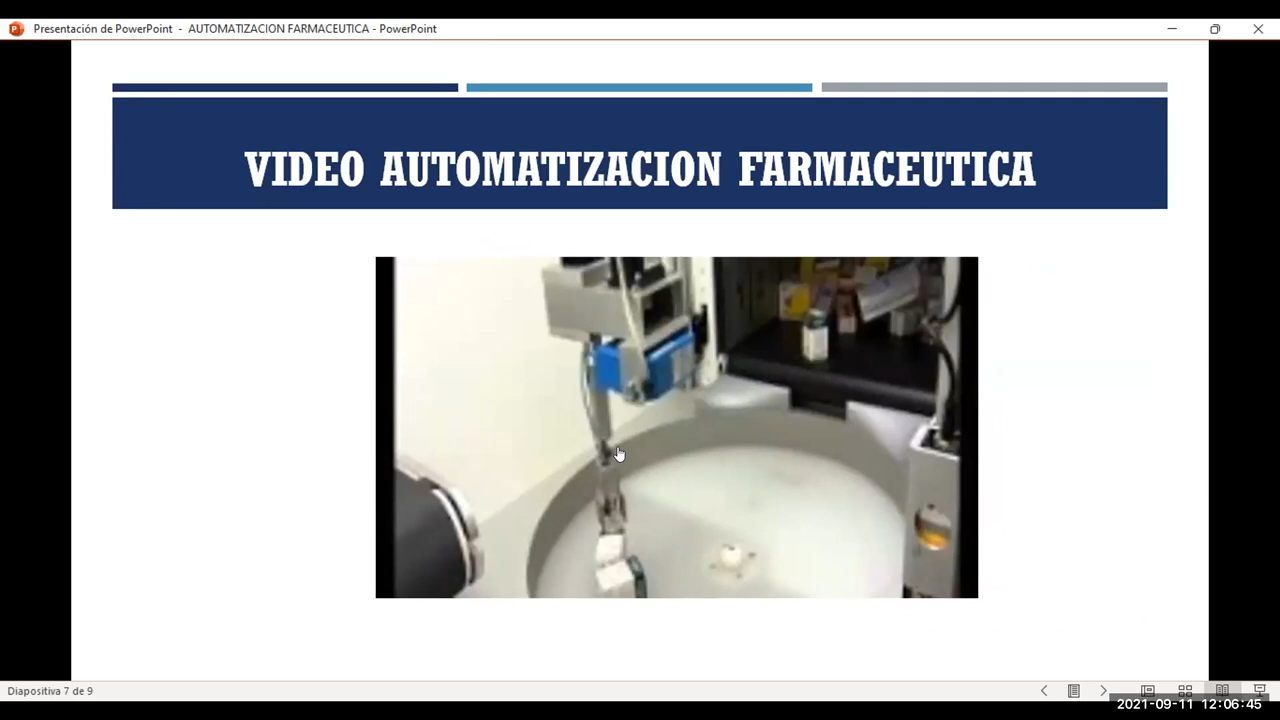 Presentación de PowerPoint - AUTOMATIZACION FARMACEUTICA - PowerPoint
VIDEO AUTOMATIZACION FARMACEUTICA
Diapositiva 7 de 9
2021-09-11 12:06:45